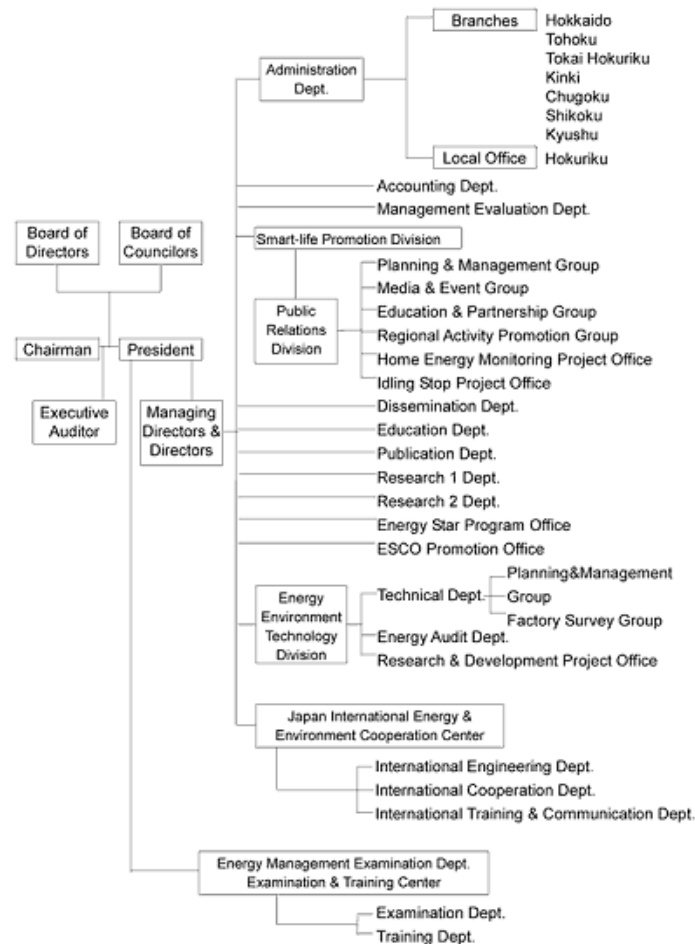 Branches
Hokkaido
Tohoku
Tokai Hokuriku
Kinki
Chugoku
Shikoku
Kyushu
Administration
Dept.
Local Office
Hokuriku
Accounting Dept.
Management Evaluation Dept.
Board of
Directors
Board of
Councilors
Smart-life Promotion Division
Public
Relations
Division
Planning & Management Group
Media & Event Group
Education & Partnership Group
Regional Activity Promotion Group
Home Energy Monitoring Project Office
Idling Stop Project Office
Chairman
President
Executive
Auditor
Managing
Directors &
Directors
Dissemination Dept.
Education Dept.
Publication Dept.
Research 1 Dept.
Research 2 Dept.
Energy Star Program Office
ESCO Promotion Office
Energy
Environment
Technology
Division
Technical Dept.
Planning&Management
Group
Factory Survey Group
Energy Audit Dept.
Research & Development Project Office
Japan International Energy &
Environment Cooperation Center
International Engineering Dept.
International Cooperation Dept.
International Training & Communication Dept.
Energy Management Examination Dept.
Examination & Training Center
Examination Dept.
Training Dept.